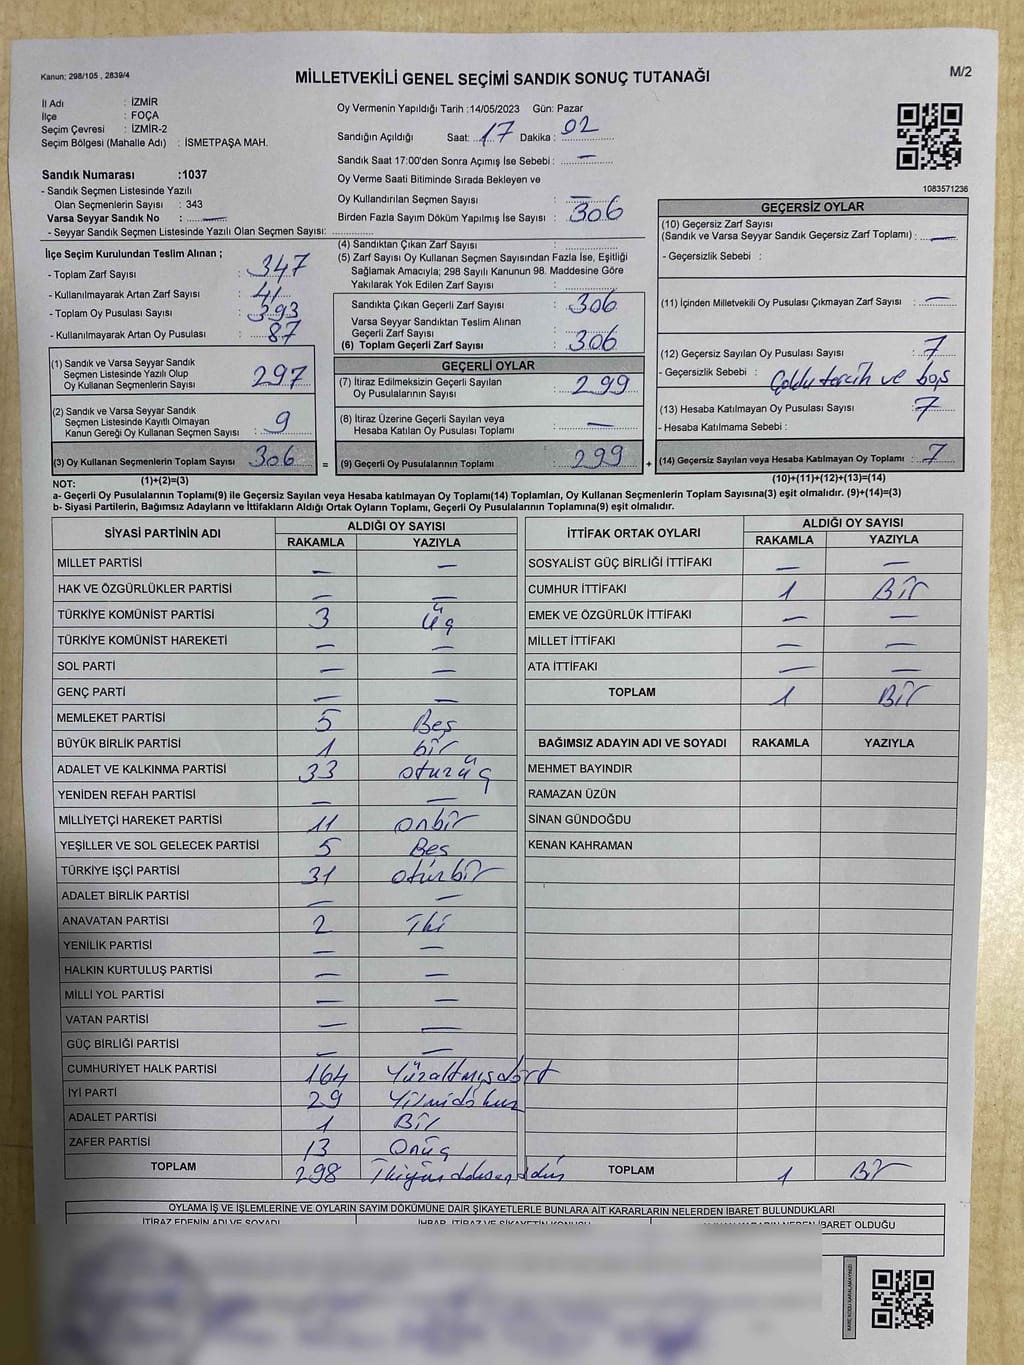 Kanun; 298/105 , 2839/4
MİLLETVEKİLİ GENEL SEÇİMİ SANDIK SONUÇ TUTANAĞI
M/2
İl Adı : İZMİR
İlçe : FOÇA
Seçim Çevresi : İZMİR-2
Seçim Bölgesi (Mahalle Adı) : İSMETPAŞA MAH.
Oy Vermenin Yapıldığı Tarih :14/05/2023 Gün: Pazar
Sandığın Açıldığı Saat: 17 Dakika : 02
Sandık Saat 17:00'den Sonra Açımış İse Sebebi : —
Oy Verme Saati Bitiminde Sırada Bekleyen ve
Oy Kullandırılan Seçmen Sayısı : —
Birden Fazla Sayım Döküm Yapılmış İse Sayısı : 306
1083571236
Sandık Numarası :1037
- Sandık Seçmen Listesinde Yazılı
Olan Seçmenlerin Sayısı : 343
Varsa Seyyar Sandık No : —
- Seyyar Sandık Seçmen Listesinde Yazılı Olan Seçmen Sayısı:
İlçe Seçim Kurulundan Teslim Alınan ;
- Toplam Zarf Sayısı : 347
- Kullanılmayarak Artan Zarf Sayısı : 41
- Toplam Oy Pusulası Sayısı : 393
- Kullanılmayarak Artan Oy Pusulası : 87
(1) Sandık ve Varsa Seyyar Sandık
Seçmen Listesinde Yazılı Olup
Oy Kullanan Seçmenlerin Sayısı : 297
(2) Sandık ve Varsa Seyyar Sandık
Seçmen Listesinde Kayıtlı Olmayan
Kanun Gereği Oy Kullanan Seçmen Sayısı : 9
(3) Oy Kullanan Seçmenlerin Toplam Sayısı 306
(4) Sandıktan Çıkan Zarf Sayısı :
(5) Zarf Sayısı Oy Kullanan Seçmen Sayısından Fazla İse, Eşitliği
Sağlamak Amacıyla; 298 Sayılı Kanunun 98. Maddesine Göre
Yakılarak Yok Edilen Zarf Sayısı :
Sandıkta Çıkan Geçerli Zarf Sayısı : 306
Varsa Seyyar Sandıktan Teslim Alınan
Geçerli Zarf Sayısı :
(6) Toplam Geçerli Zarf Sayısı : 306
GEÇERLİ OYLAR
(7) İtiraz Edilmeksizin Geçerli Sayılan
Oy Pusulalarının Sayısı : 299
(8) İtiraz Üzerine Geçerli Sayılan veya
Hesaba Katılan Oy Pusulası Toplamı : —
= (9) Geçerli Oy Pusulalarının Toplamı : 299
GEÇERSİZ OYLAR
(10) Geçersiz Zarf Sayısı
(Sandık ve Varsa Seyyar Sandık Geçersiz Zarf Toplamı) : —
- Geçersizlik Sebebi :
(11) İçinden Milletvekili Oy Pusulası Çıkmayan Zarf Sayısı : —
(12) Geçersiz Sayılan Oy Pusulası Sayısı : 7
- Geçersizlik Sebebi : Çoklu tercih ve boş
(13) Hesaba Katılmayan Oy Pusulası Sayısı : 7
- Hesaba Katılmama Sebebi :
+ (14) Geçersiz Sayılan veya Hesaba Katılmayan Oy Toplamı : 7
NOT: (1)+(2)=(3)
(10)+(11)+(12)+(13)=(14)
a- Geçerli Oy Pusulalarının Toplamı(9) ile Geçersiz Sayılan veya Hesaba katılmayan Oy Toplamı(14) Toplamları, Oy Kullanan Seçmenlerin Toplam Sayısına(3) eşit olmalıdır. (9)+(14)=(3)
b- Siyasi Partilerin, Bağımsız Adayların ve İttifakların Aldığı Ortak Oyların Toplamı, Geçerli Oy Pusulalarının Toplamına(9) eşit olmalıdır.
SİYASİ PARTİNİN ADI ALDIĞI OY SAYISI
RAKAMLA YAZIYLA
MİLLET PARTİSİ — —
HAK VE ÖZGÜRLÜKLER PARTİSİ — —
TÜRKİYE KOMÜNİST PARTİSİ 3 Üç
TÜRKİYE KOMÜNİST HAREKETİ — —
SOL PARTİ — —
GENÇ PARTİ — —
MEMLEKET PARTİSİ 5 Beş
BÜYÜK BİRLİK PARTİSİ 1 bir
ADALET VE KALKINMA PARTİSİ 33 otuzüç
YENİDEN REFAH PARTİSİ — —
MİLLİYETÇİ HAREKET PARTİSİ 11 onbir
YEŞİLLER VE SOL GELECEK PARTİSİ 5 Beş
TÜRKİYE İŞÇİ PARTİSİ 31 otuzbir
ADALET BİRLİK PARTİSİ — —
ANAVATAN PARTİSİ 2 İki
YENİLİK PARTİSİ — —
HALKIN KURTULUŞ PARTİSİ — —
MİLLİ YOL PARTİSİ — —
VATAN PARTİSİ — —
GÜÇ BİRLİĞİ PARTİSİ — —
CUMHURİYET HALK PARTİSİ 164 Yüzaltmışdört
İYİ PARTİ 29 Yirmidokuz
ADALET PARTİSİ 1 Bir
ZAFER PARTİSİ 13 Onüç
TOPLAM 298
İTTİFAK ORTAK OYLARI ALDIĞI OY SAYISI
RAKAMLA YAZIYLA
SOSYALİST GÜÇ BİRLİĞİ İTTİFAKI — —
CUMHUR İTTİFAKI 1 Bir
EMEK VE ÖZGÜRLÜK İTTİFAKI — —
MİLLET İTTİFAKI — —
ATA İTTİFAKI — —
TOPLAM 1 Bir
BAĞIMSIZ ADAYIN ADI VE SOYADI RAKAMLA YAZIYLA
MEHMET BAYINDIR
RAMAZAN ÜZÜN
SİNAN GÜNDOĞDU
KENAN KAHRAMAN
TOPLAM 1 Bir
OYLAMA İŞ VE İŞLEMLERİNE VE OYLARIN SAYIM DÖKÜMÜNE DAİR ŞİKAYETLERLE BUNLARA AİT KARARLARIN NELERDEN İBARET BULUNDUKLARI
İTİRAZ EDENİN ADI VE SOYADI İHBAR, İTİRAZ VE ŞİKAYETİN KONUSU NEDEN İBARET OLDUĞU
KARE KODU KARALAMAYINIZ!